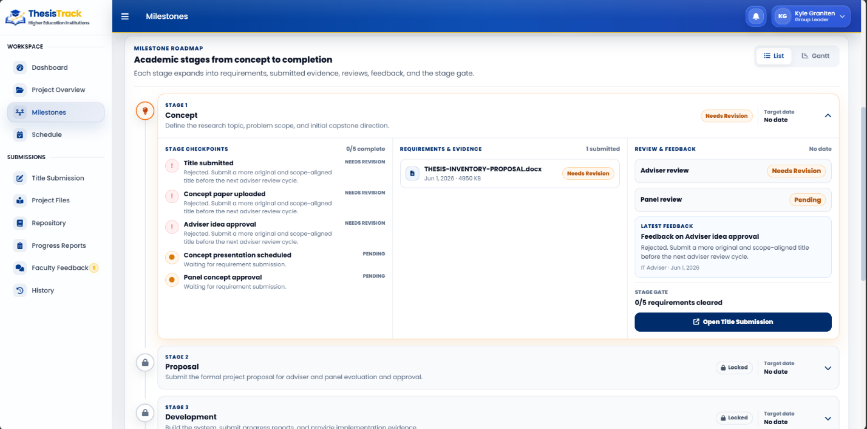 ThesisTrack
Higher Education Institutions
WORKSPACE
Dashboard
Project Overview
Milestones
Schedule
SUBMISSIONS
Title Submission
Project Files
Repository
Progress Reports
Faculty Feedback
History
Milestones
KG
Kyle Graniten
Group Leader
MILESTONE ROADMAP
Academic stages from concept to completion
Each stage expands into requirements, submitted evidence, reviews, feedback, and the stage gate.
List
Gantt
STAGE 1
Concept
Define the research topic, problem scope, and initial capstone direction.
Needs Revision
Target date
No date
STAGE CHECKPOINTS
0/5 complete
Title submitted
NEEDS REVISION
Rejected. Submit a more original and scope-aligned
title before the next adviser review cycle.
Concept paper uploaded
NEEDS REVISION
Rejected. Submit a more original and scope-aligned
title before the next adviser review cycle.
Adviser idea approval
NEEDS REVISION
Rejected. Submit a more original and scope-aligned
title before the next adviser review cycle.
Concept presentation scheduled
PENDING
Waiting for requirement submission.
Panel concept approval
PENDING
Waiting for requirement submission.
REQUIREMENTS & EVIDENCE
1 submitted
THESIS-INVENTORY-PROPOSAL.docx
Jun 1, 2026 · 4860 KB
Needs Revision
REVIEW & FEEDBACK
No date
Adviser review
Needs Revision
Panel review
Pending
LATEST FEEDBACK
Feedback on Adviser idea approval
Rejected. Submit a more original and scope-aligned title
before the next adviser review cycle.
IT Adviser · Jun 1, 2026
STAGE GATE
0/5 requirements cleared
Open Title Submission
STAGE 2
Proposal
Submit the formal project proposal for adviser and panel evaluation and approval.
Locked
Target date
No date
STAGE 3
Development
Build the system, submit progress reports, and provide implementation evidence.
Locked
Target date
No date